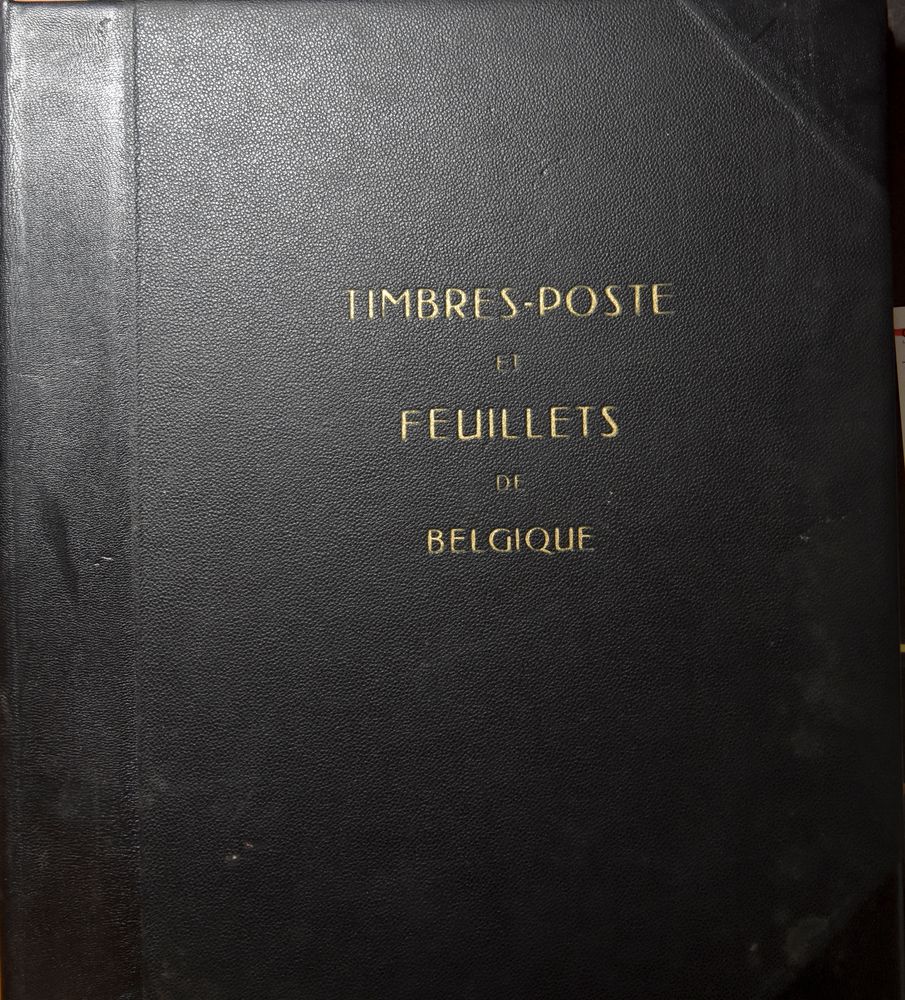 TIMBRES-POSTE
ET
FEUILLETS
DE
BELGIQUE